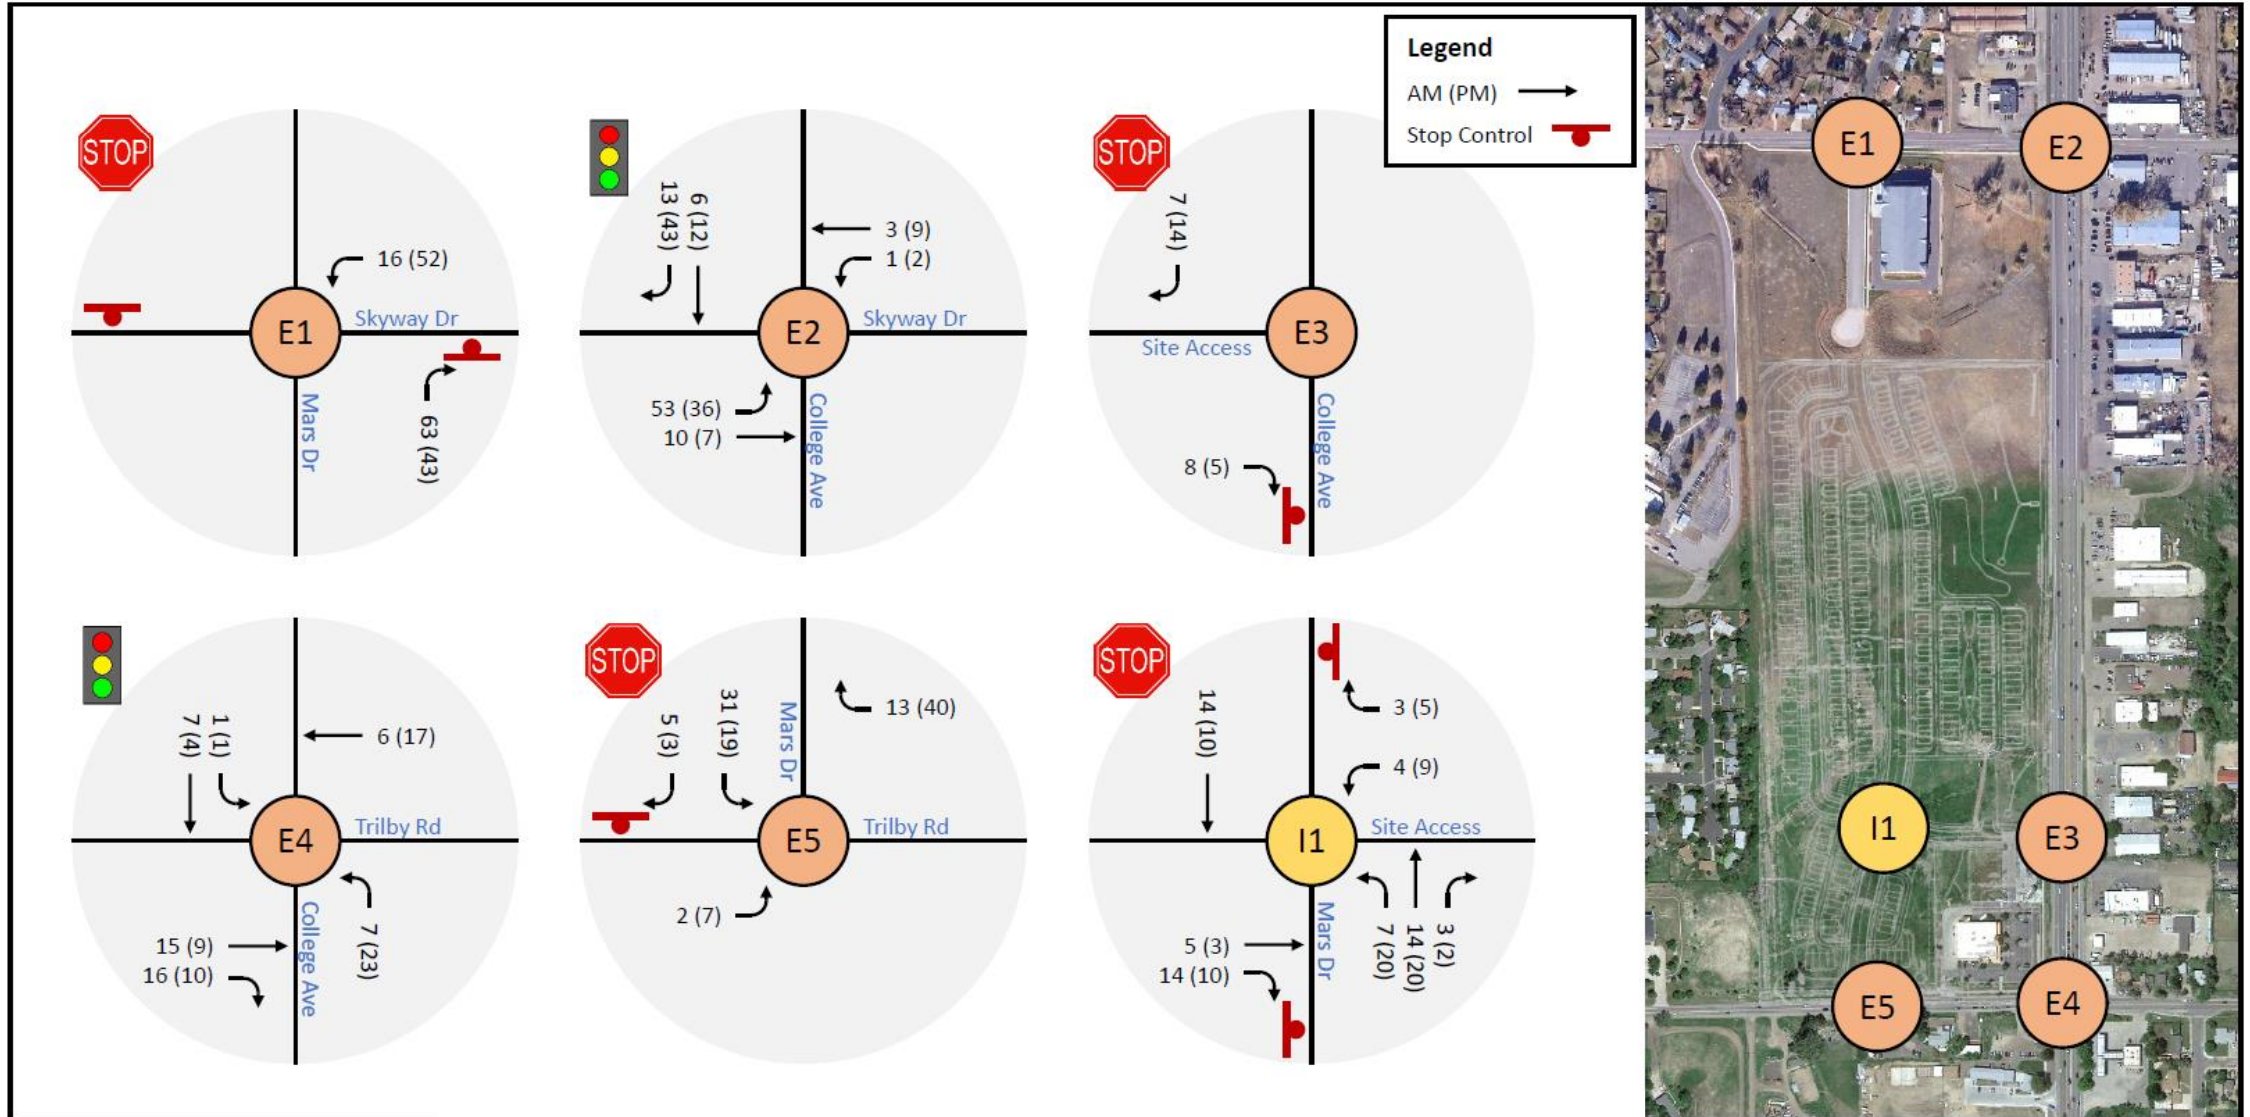 Legend
AM (PM)
Stop Control
STOP
16 (52)
E1
Skyway Dr
Mars Dr
63 (43)
13 (43)
6 (12)
3 (9)
1 (2)
E2
Skyway Dr
53 (36)
10 (7)
College Ave
STOP
7 (14)
E3
Site Access
College Ave
8 (5)
7 (4)
1 (1)
6 (17)
E4
Trilby Rd
College Ave
15 (9)
16 (10)
7 (23)
STOP
5 (3)
31 (19)
Mars Dr
13 (40)
E5
Trilby Rd
2 (7)
STOP
14 (10)
3 (5)
4 (9)
I1
Site Access
Mars Dr
5 (3)
14 (10)
7 (20)
14 (20)
3 (2)
E1
E2
I1
E3
E5
E4